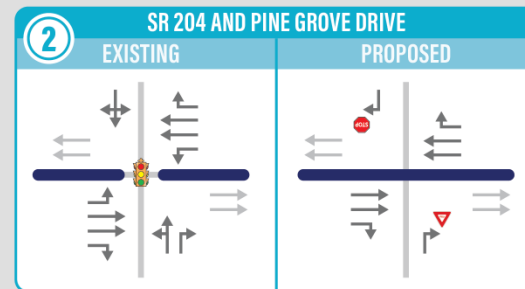 2
SR 204 AND PINE GROVE DRIVE
EXISTING
PROPOSED
STOP